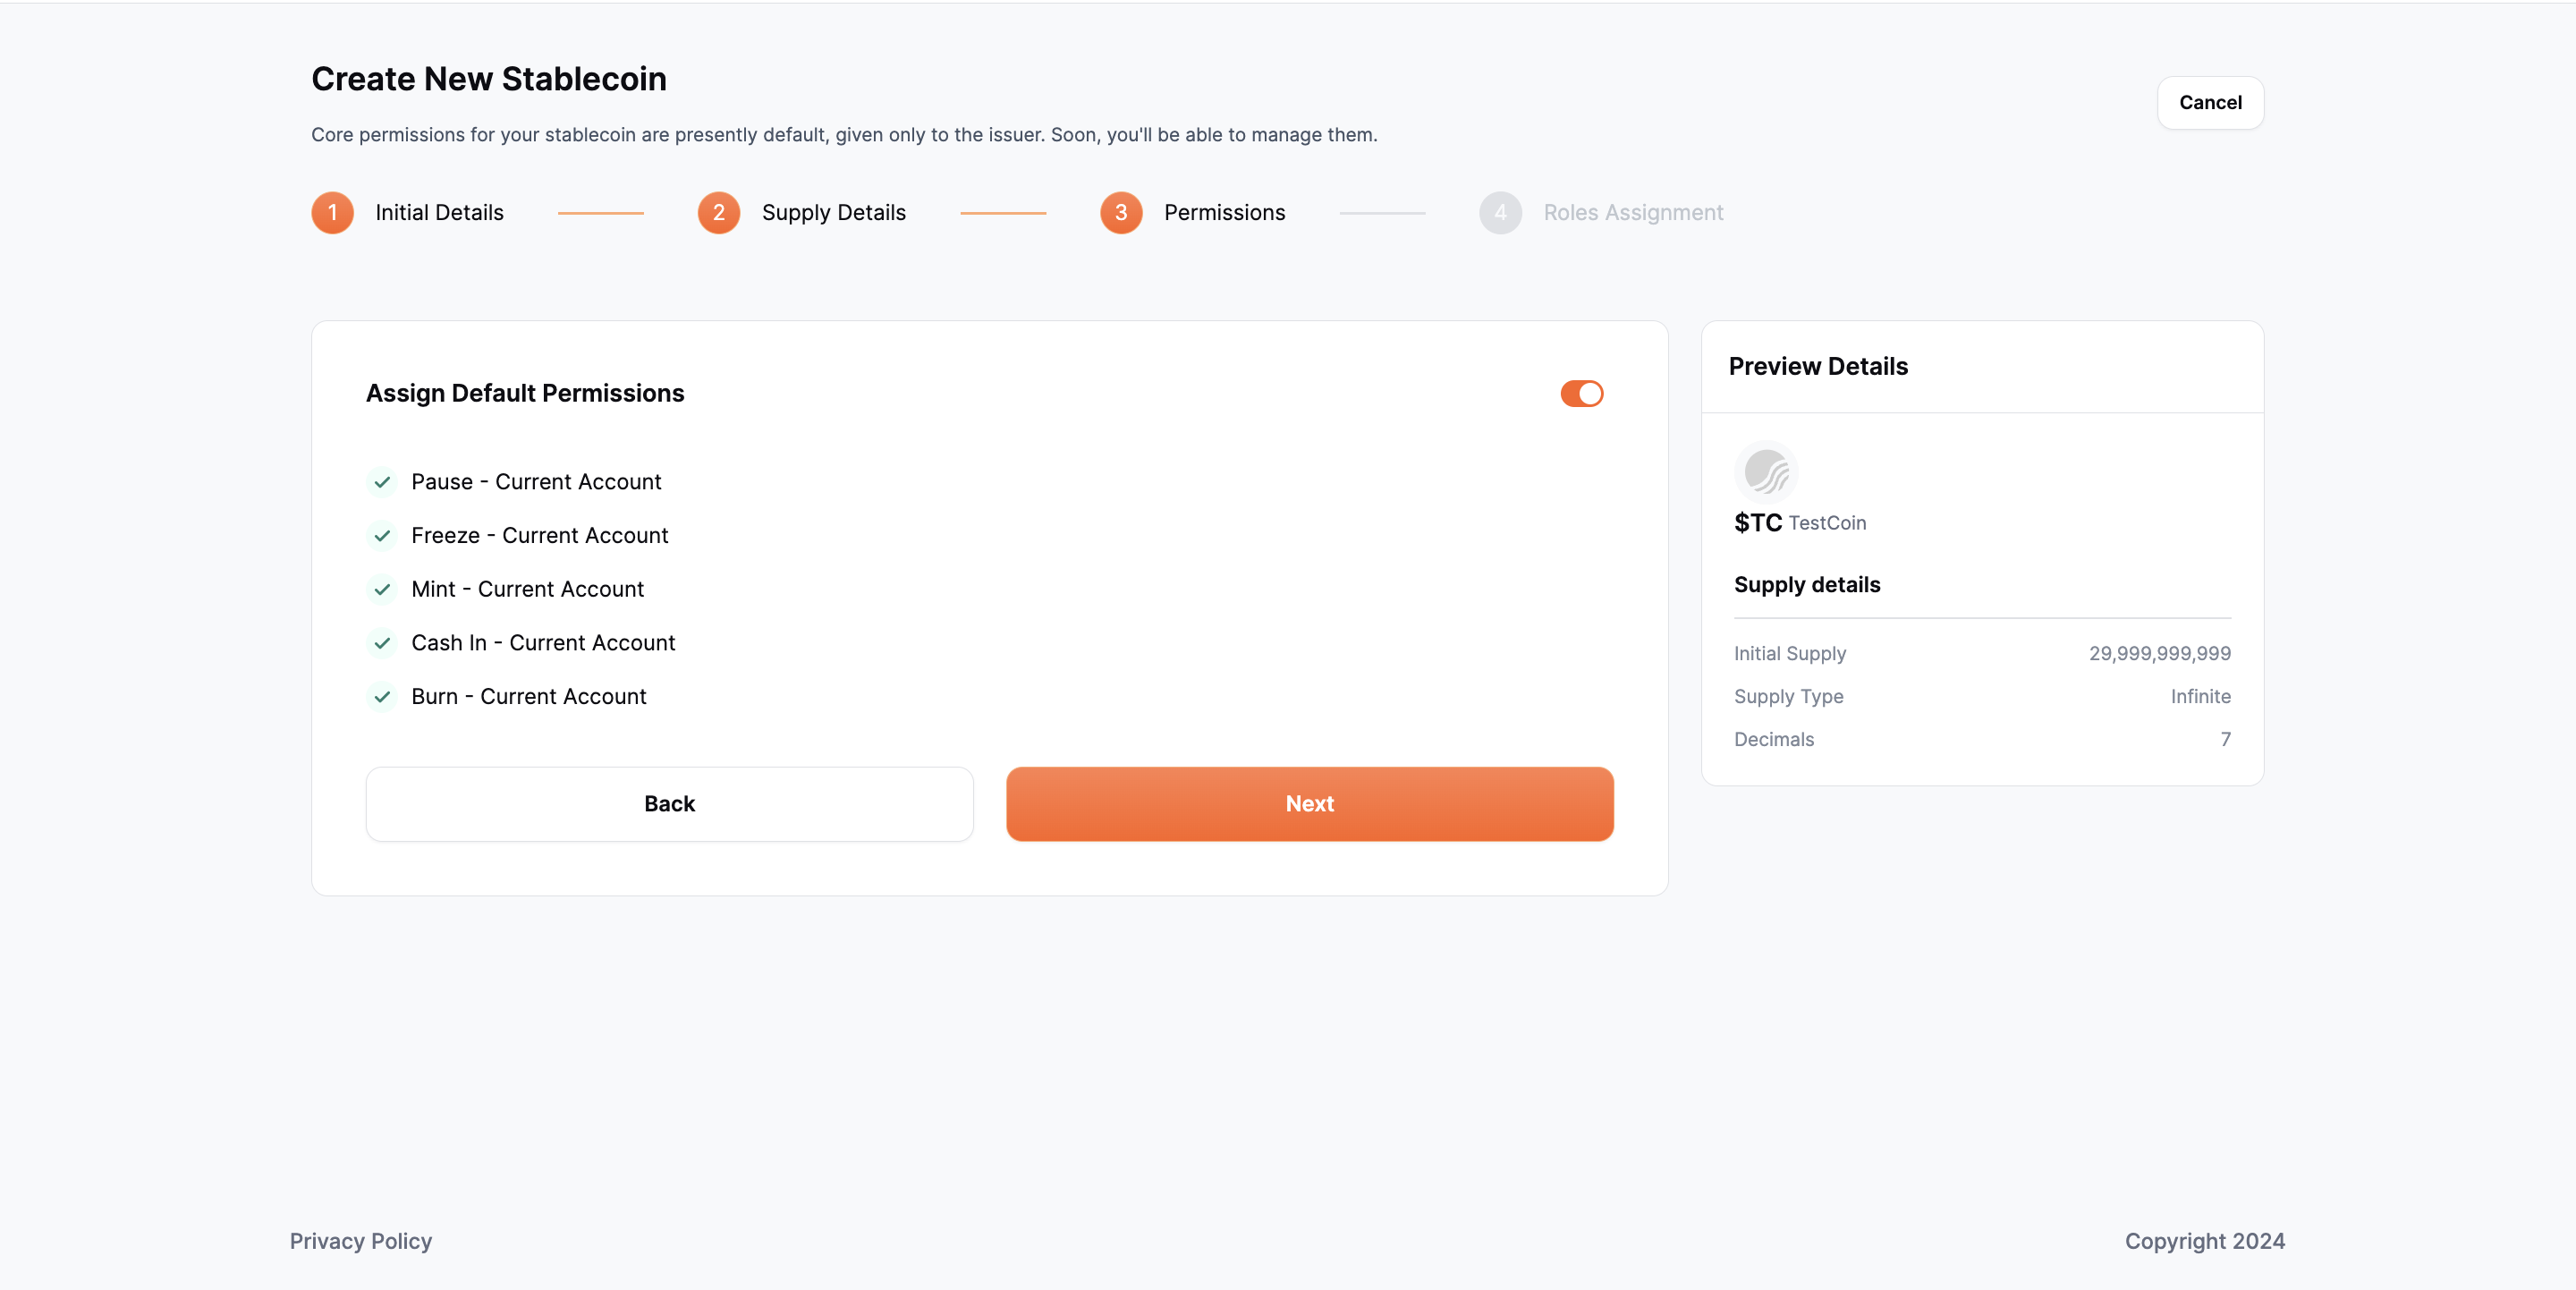 Create New Stablecoin
Cancel
Core permissions for your stablecoin are presently default, given only to the issuer. Soon, you'll be able to manage them.
1 Initial Details
2 Supply Details
3 Permissions
4 Roles Assignment
Assign Default Permissions
Pause - Current Account
Freeze - Current Account
Mint - Current Account
Cash In - Current Account
Burn - Current Account
Back
Next
Preview Details
$TC TestCoin
Supply details
Initial Supply 29,999,999,999
Supply Type Infinite
Decimals 7
Privacy Policy
Copyright 2024